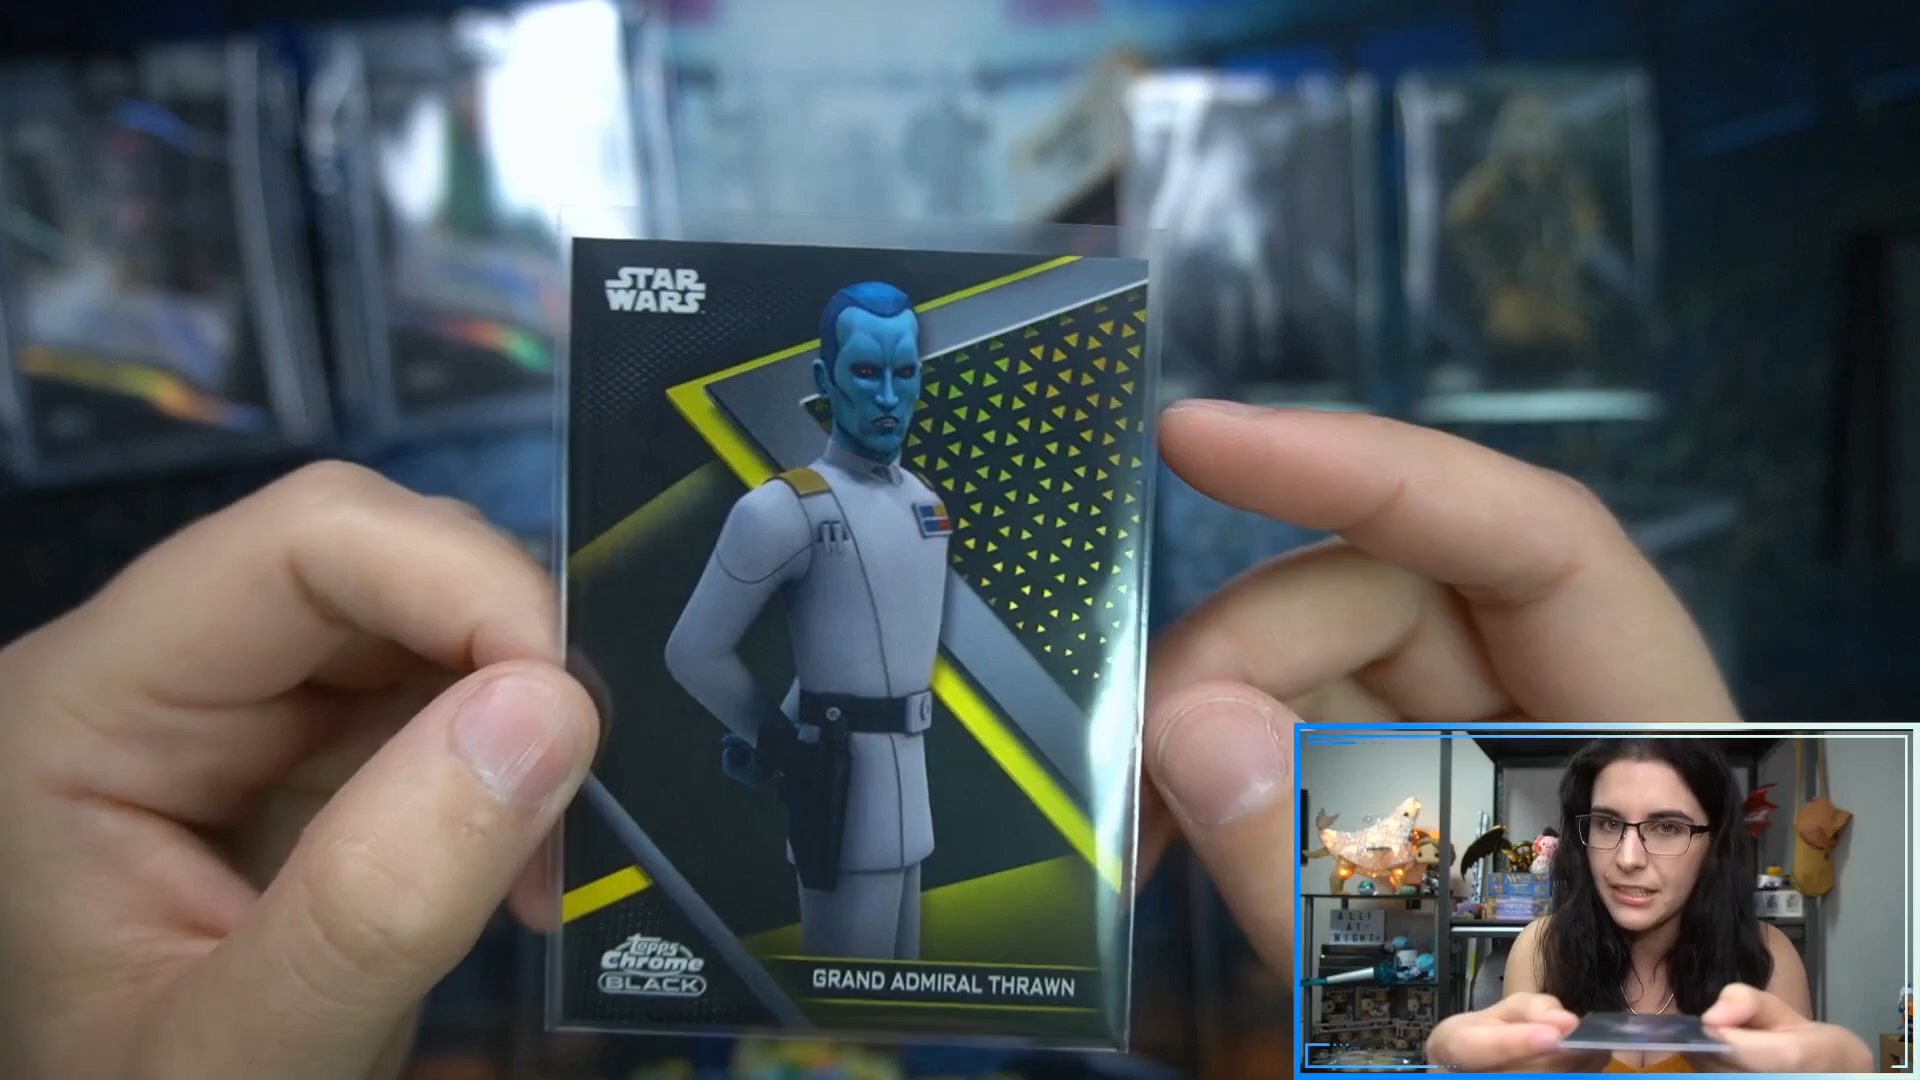 STAR
WARS
Topps
Chrome
BLACK
GRAND ADMIRAL THRAWN
ALLY
AT
NIGHT